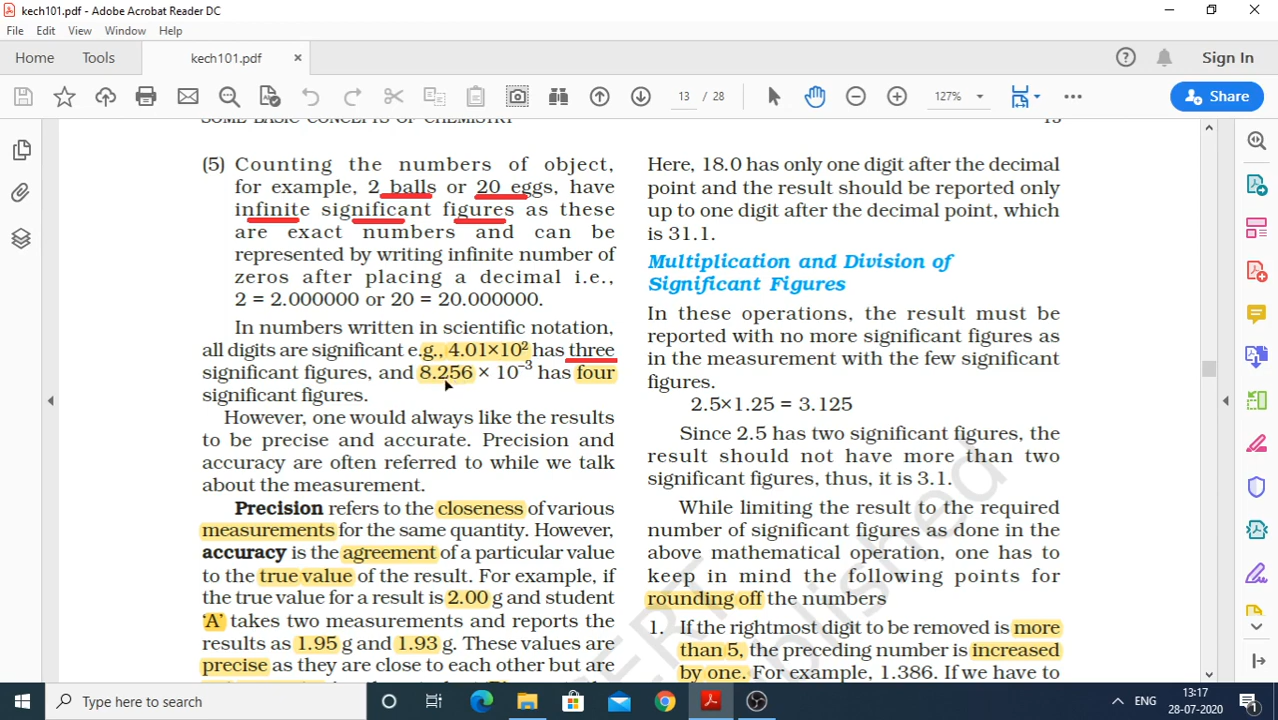 kech101.pdf - Adobe Acrobat Reader DC
File Edit View Window Help
Home Tools kech101.pdf × Sign In
13 / 28 127% Share
SOME BASIC CONCEPTS OF CHEMISTRY 13
(5) Counting the numbers of object,
for example, 2 balls or 20 eggs, have
infinite significant figures as these
are exact numbers and can be
represented by writing infinite number of
zeros after placing a decimal i.e.,
2 = 2.000000 or 20 = 20.000000.
In numbers written in scientific notation,
all digits are significant e.g., 4.01×10² has three
significant figures, and 8.256 × 10⁻³ has four
significant figures.
However, one would always like the results
to be precise and accurate. Precision and
accuracy are often referred to while we talk
about the measurement.
Precision refers to the closeness of various
measurements for the same quantity. However,
accuracy is the agreement of a particular value
to the true value of the result. For example, if
the true value for a result is 2.00 g and student
‘A’ takes two measurements and reports the
results as 1.95 g and 1.93 g. These values are
precise as they are close to each other but are
Here, 18.0 has only one digit after the decimal
point and the result should be reported only
up to one digit after the decimal point, which
is 31.1.
Multiplication and Division of
Significant Figures
In these operations, the result must be
reported with no more significant figures as
in the measurement with the few significant
figures.
2.5×1.25 = 3.125
Since 2.5 has two significant figures, the
result should not have more than two
significant figures, thus, it is 3.1.
While limiting the result to the required
number of significant figures as done in the
above mathematical operation, one has to
keep in mind the following points for
rounding off the numbers
1. If the rightmost digit to be removed is more
than 5, the preceding number is increased
by one. For example, 1.386. If we have to
Type here to search
ENG 13:17
28-07-2020 1